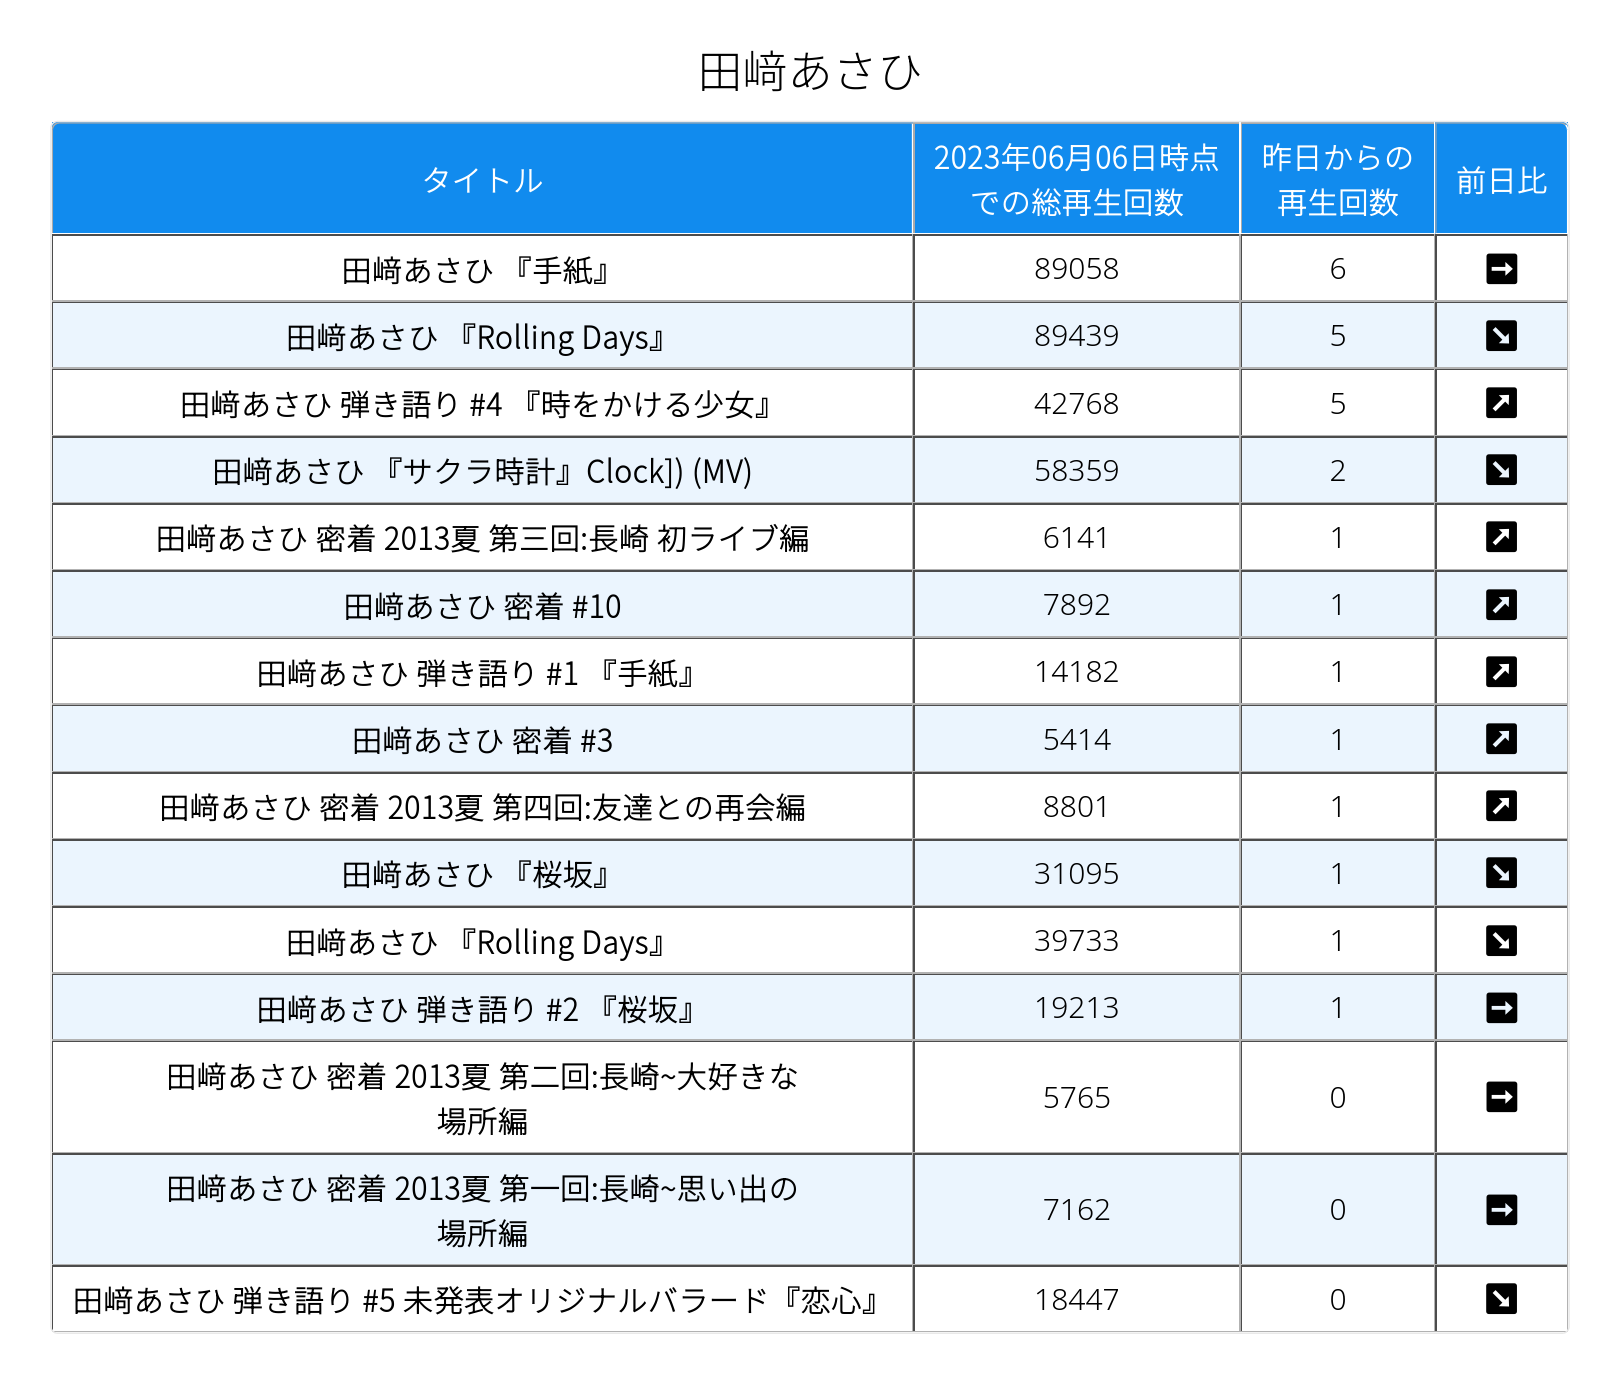 田﨑あさひ
タイトル
2023年06月06日時点
での総再生回数
昨日からの
再生回数
前日比
田﨑あさひ 『手紙』 89058 6
田﨑あさひ 『Rolling Days』 89439 5
田﨑あさひ 弾き語り #4 『時をかける少女』 42768 5
田﨑あさひ 『サクラ時計』Clock]) (MV) 58359 2
田﨑あさひ 密着 2013夏 第三回:長崎 初ライブ編 6141 1
田﨑あさひ 密着 #10 7892 1
田﨑あさひ 弾き語り #1 『手紙』 14182 1
田﨑あさひ 密着 #3 5414 1
田﨑あさひ 密着 2013夏 第四回:友達との再会編 8801 1
田﨑あさひ 『桜坂』 31095 1
田﨑あさひ 『Rolling Days』 39733 1
田﨑あさひ 弾き語り #2 『桜坂』 19213 1
田﨑あさひ 密着 2013夏 第二回:長崎~大好きな
場所編 5765 0
田﨑あさひ 密着 2013夏 第一回:長崎~思い出の
場所編 7162 0
田﨑あさひ 弾き語り #5 未発表オリジナルバラード『恋心』 18447 0